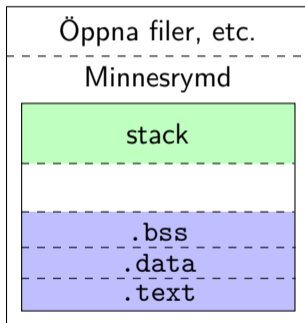 Öppna filer, etc.
Minnesrymd
stack
.bss
.data
.text